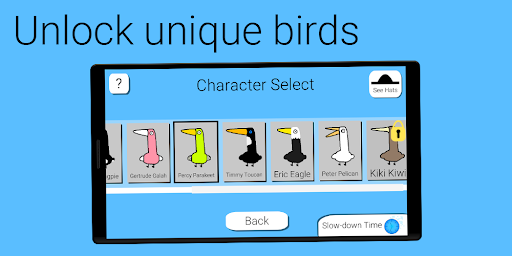 Unlock unique birds
?
Character Select
See Hats
gpie
Gertrude Galah
Percy Parakeet
Timmy Toucan
Eric Eagle
Peter Pelican
Kiki Kiwi
Back
Slow-down Time